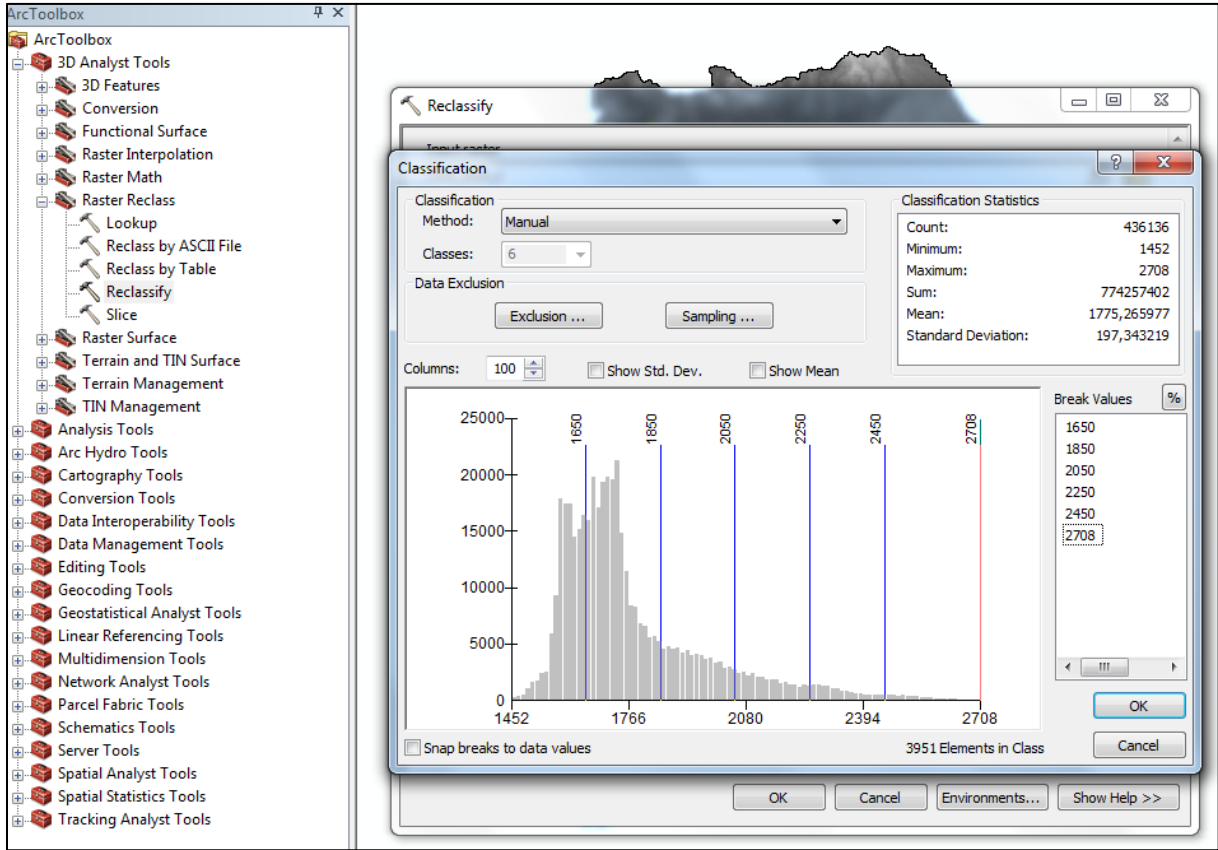 ArcToolbox
ArcToolbox
3D Analyst Tools
3D Features
Conversion
Functional Surface
Raster Interpolation
Raster Math
Raster Reclass
Lookup
Reclass by ASCII File
Reclass by Table
Reclassify
Slice
Raster Surface
Terrain and TIN Surface
Terrain Management
TIN Management
Analysis Tools
Arc Hydro Tools
Cartography Tools
Conversion Tools
Data Interoperability Tools
Data Management Tools
Editing Tools
Geocoding Tools
Geostatistical Analyst Tools
Linear Referencing Tools
Multidimension Tools
Network Analyst Tools
Parcel Fabric Tools
Schematics Tools
Server Tools
Spatial Analyst Tools
Spatial Statistics Tools
Tracking Analyst Tools
Reclassify
Input raster
Classification
Classification
Method: Manual
Classes: 6
Data Exclusion
Exclusion ... Sampling ...
Classification Statistics
Count: 436136
Minimum: 1452
Maximum: 2708
Sum: 774257402
Mean: 1775,265977
Standard Deviation: 197,343219
Columns: 100 Show Std. Dev. Show Mean
25000
20000
15000
10000
5000
0
1650 1850 2050 2250 2450 2708
1452 1766 2080 2394 2708
Break Values %
1650
1850
2050
2250
2450
2708
OK
Cancel
Snap breaks to data values 3951 Elements in Class
OK Cancel Environments... Show Help >>